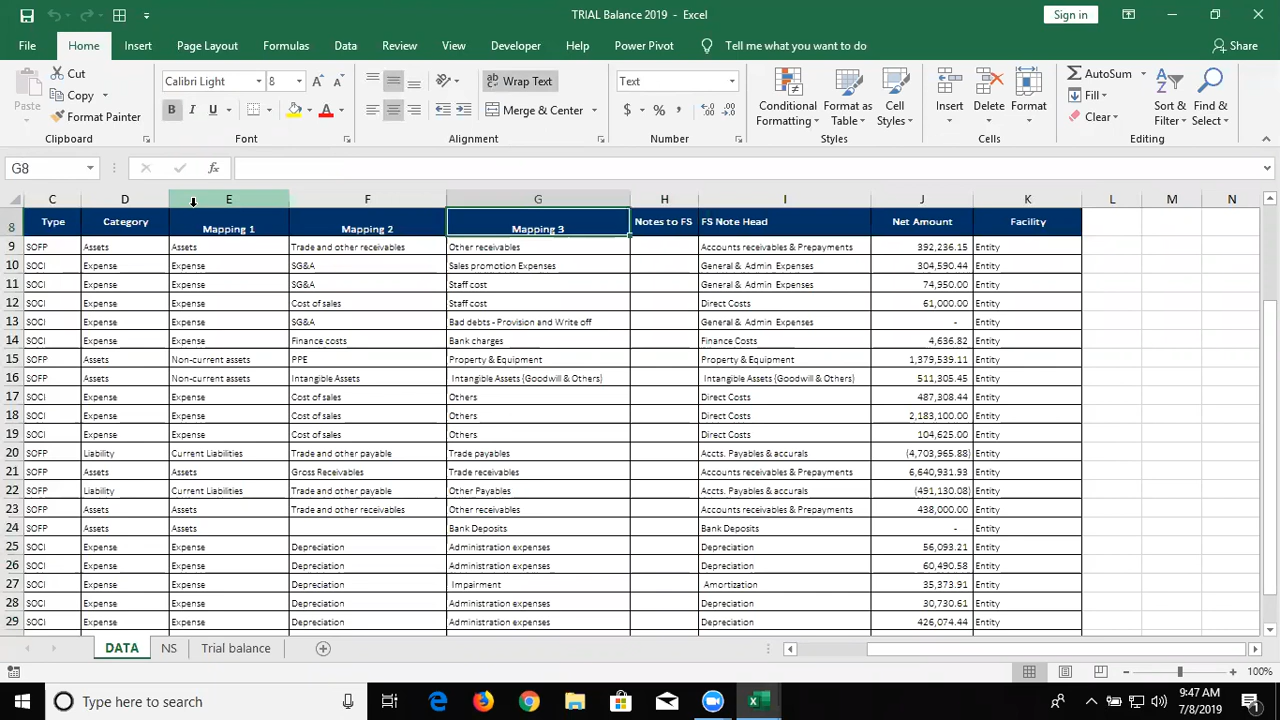 TRIAL Balance 2019 - Excel
Sign in
File Home Insert Page Layout Formulas Data Review View Developer Help Power Pivot Tell me what you want to do Share
Paste
Cut
Copy
Format Painter
Clipboard
Calibri Light 8
B I U
Font
Wrap Text
Merge & Center
Alignment
Text
$ % ,
Number
Conditional Formatting
Format as Table
Cell Styles
Styles
Insert
Delete
Format
Cells
AutoSum
Fill
Clear
Sort & Filter
Find & Select
Editing
G8
fx
C D E F G H I J K L M N
8 Type Category Mapping 1 Mapping 2 Mapping 3 Notes to FS FS Note Head Net Amount Facility
9 SOFP Assets Assets Trade and other receivables Other receivables Accounts receivables & Prepayments 392,236.15 Entity
10 SOCI Expense Expense SG&A Sales promotion Expenses General & Admin Expenses 304,590.44 Entity
11 SOCI Expense Expense SG&A Staff cost General & Admin Expenses 74,950.00 Entity
12 SOCI Expense Expense Cost of sales Staff cost Direct Costs 61,000.00 Entity
13 SOCI Expense Expense SG&A Bad debts - Provision and Write off General & Admin Expenses - Entity
14 SOCI Expense Expense Finance costs Bank charges Finance Costs 4,636.82 Entity
15 SOFP Assets Non-current assets PPE Property & Equipment Property & Equipment 1,379,539.11 Entity
16 SOFP Assets Non-current assets Intangible Assets Intangible Assets (Goodwill & Others) Intangible Assets (Goodwill & Others) 511,305.45 Entity
17 SOCI Expense Expense Cost of sales Others Direct Costs 487,308.44 Entity
18 SOCI Expense Expense Cost of sales Others Direct Costs 2,183,100.00 Entity
19 SOCI Expense Expense Cost of sales Others Direct Costs 104,625.00 Entity
20 SOFP Liability Current Liabilities Trade and other payable Trade payables Accts. Payables & accurals (4,703,965.88) Entity
21 SOFP Assets Assets Gross Receivables Trade receivables Accounts receivables & Prepayments 6,640,931.93 Entity
22 SOFP Liability Current Liabilities Trade and other payable Other Payables Accts. Payables & accurals (491,130.08) Entity
23 SOFP Assets Assets Trade and other receivables Other receivables Accounts receivables & Prepayments 438,000.00 Entity
24 SOFP Assets Assets Bank Deposits Bank Deposits - Entity
25 SOCI Expense Expense Depreciation Administration expenses Depreciation 56,093.21 Entity
26 SOCI Expense Expense Depreciation Administration expenses Depreciation 60,490.58 Entity
27 SOCI Expense Expense Depreciation Impairment Amortization 35,373.91 Entity
28 SOCI Expense Expense Depreciation Administration expenses Depreciation 30,730.61 Entity
29 SOCI Expense Expense Depreciation Administration expenses Depreciation 426,074.44 Entity
DATA NS Trial balance
100%
Type here to search
9:47 AM
7/8/2019